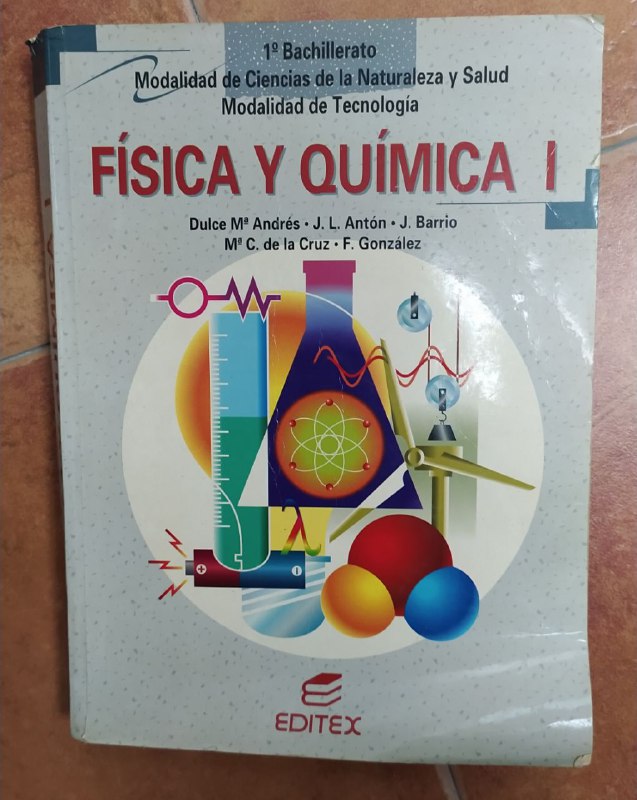 1º Bachillerato
Modalidad de Ciencias de la Naturaleza y Salud
Modalidad de Tecnología
FÍSICA Y QUÍMICA I
Dulce Mª Andrés • J. L. Antón • J. Barrio
Mª C. de la Cruz • F. González
λ
+ −
EDITEX